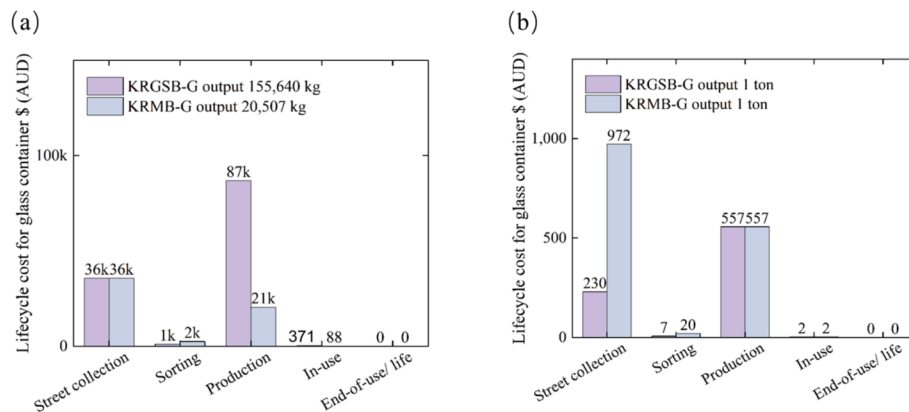 (a)
Lifecycle cost for glass container $ (AUD)
100k
0
KRGSB-G output 155,640 kg
KRMB-G output 20,507 kg
36k 36k
1k 2k
87k 21k
371 88
0 0
Street collection
Sorting
Production
In-use
End-of-use/ life
(b)
Lifecycle cost for glass container $ (AUD)
1,000
500
0
KRGSB-G output 1 ton
KRMB-G output 1 ton
230 972
7 20
557 557
2 2
0 0
Street collection
Sorting
Production
In-use
End-of-use/ life